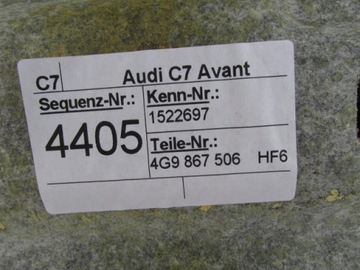 C7 Audi C7 Avant
Sequenz-Nr.: Kenn-Nr.:
4405 1522697
Teile-Nr.:
4G9 867 506 HF6